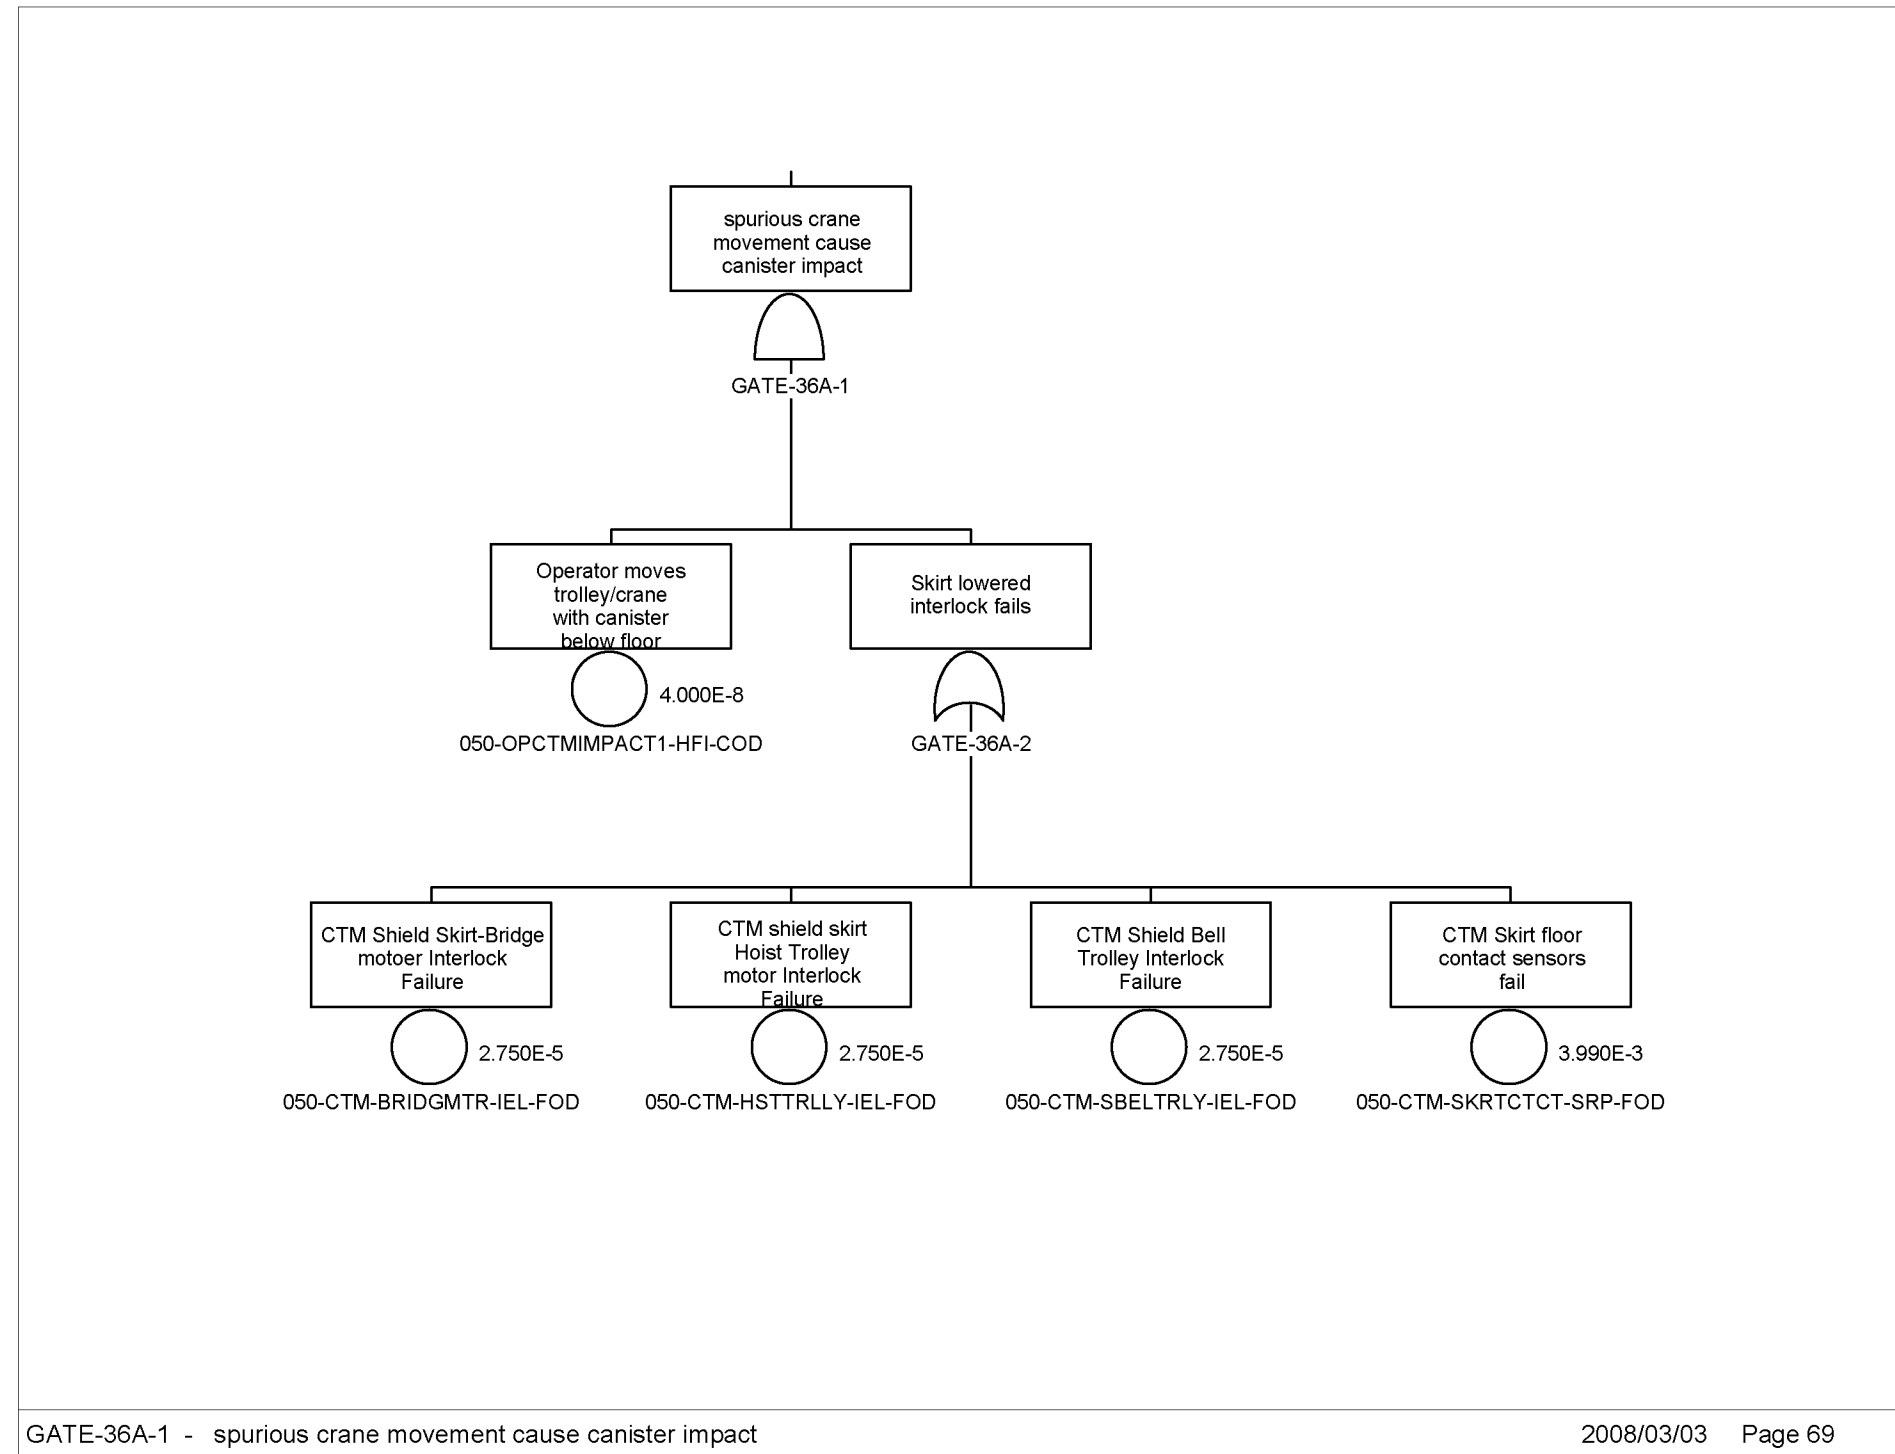 spurious crane
movement cause
canister impact
GATE-36A-1
Operator moves
trolley/crane
with canister
below floor
4.000E-8
050-OPCTMIMPACT1-HFI-COD
Skirt lowered
interlock fails
GATE-36A-2
CTM Shield Skirt-Bridge
motoer Interlock
Failure
2.750E-5
050-CTM-BRIDGMTR-IEL-FOD
CTM shield skirt
Hoist Trolley
motor Interlock
Failure
2.750E-5
050-CTM-HSTTRLLY-IEL-FOD
CTM Shield Bell
Trolley Interlock
Failure
2.750E-5
050-CTM-SBELTRLY-IEL-FOD
CTM Skirt floor
contact sensors
fail
3.990E-3
050-CTM-SKRTCTCT-SRP-FOD
GATE-36A-1 - spurious crane movement cause canister impact
2008/03/03 Page 69